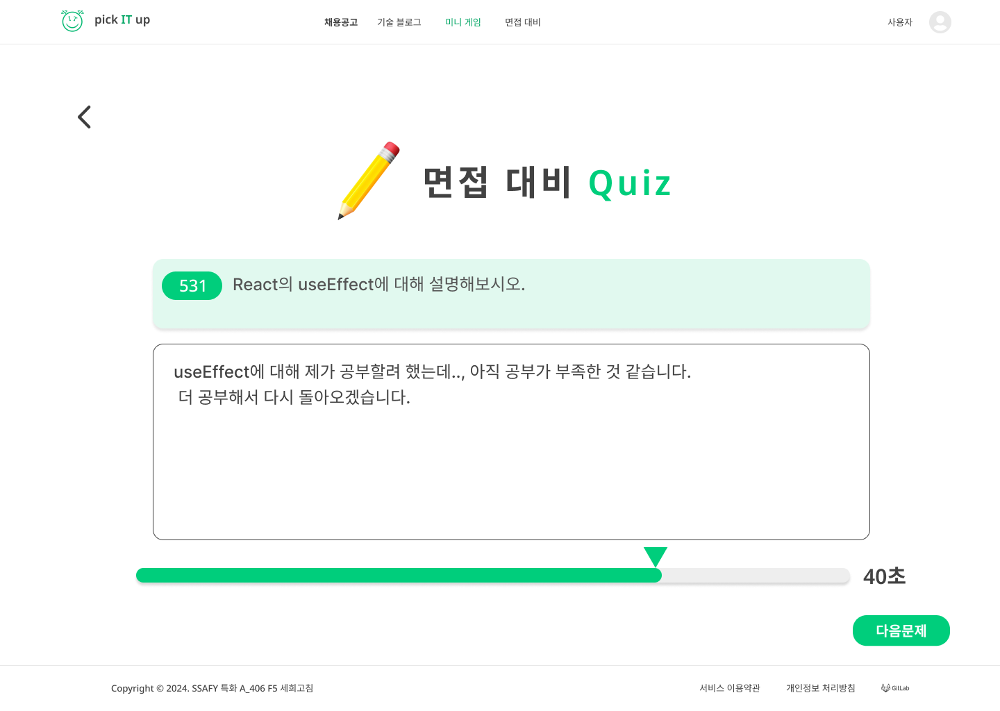 pick IT up
채용공고 기술 블로그 미니 게임 면접 대비
사용자
면접 대비 Quiz
531 React의 useEffect에 대해 설명해보시오.
useEffect에 대해 제가 공부할려 했는데.., 아직 공부가 부족한 것 같습니다.
더 공부해서 다시 돌아오겠습니다.
40초
다음문제
Copyright © 2024. SSAFY 특화 A_406 F5 세희고침
서비스 이용약관 개인정보 처리방침 GitLab